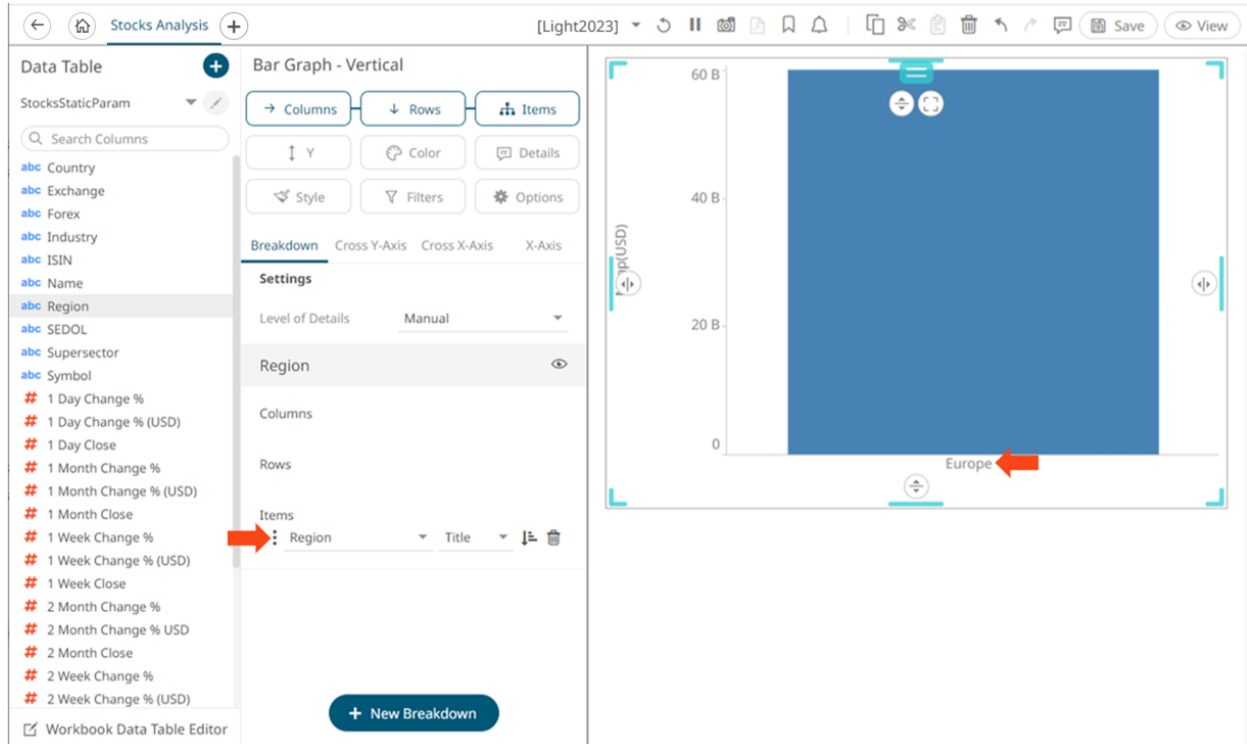 Stocks Analysis
[Light2023]
Save
View
Data Table
StocksStaticParam
Search Columns
abc Country
abc Exchange
abc Forex
abc Industry
abc ISIN
abc Name
abc Region
abc SEDOL
abc Supersector
abc Symbol
# 1 Day Change %
# 1 Day Change % (USD)
# 1 Day Close
# 1 Month Change %
# 1 Month Change % (USD)
# 1 Month Close
# 1 Week Change %
# 1 Week Change % (USD)
# 1 Week Close
# 2 Month Change %
# 2 Month Change % USD
# 2 Month Close
# 2 Week Change %
# 2 Week Change % (USD)
Workbook Data Table Editor
Bar Graph - Vertical
Columns
Rows
Items
Y
Color
Details
Style
Filters
Options
Breakdown Cross Y-Axis Cross X-Axis X-Axis
Settings
Level of Details Manual
Region
Columns
Rows
Items
Region Title
+ New Breakdown
60 B
40 B
20 B
0
(USD)
Europe